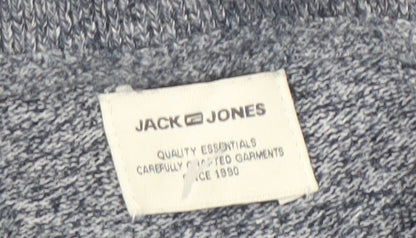 JACK & JONES
QUALITY ESSENTIALS
CAREFULLY CRAFTED GARMENTS
SINCE 1990